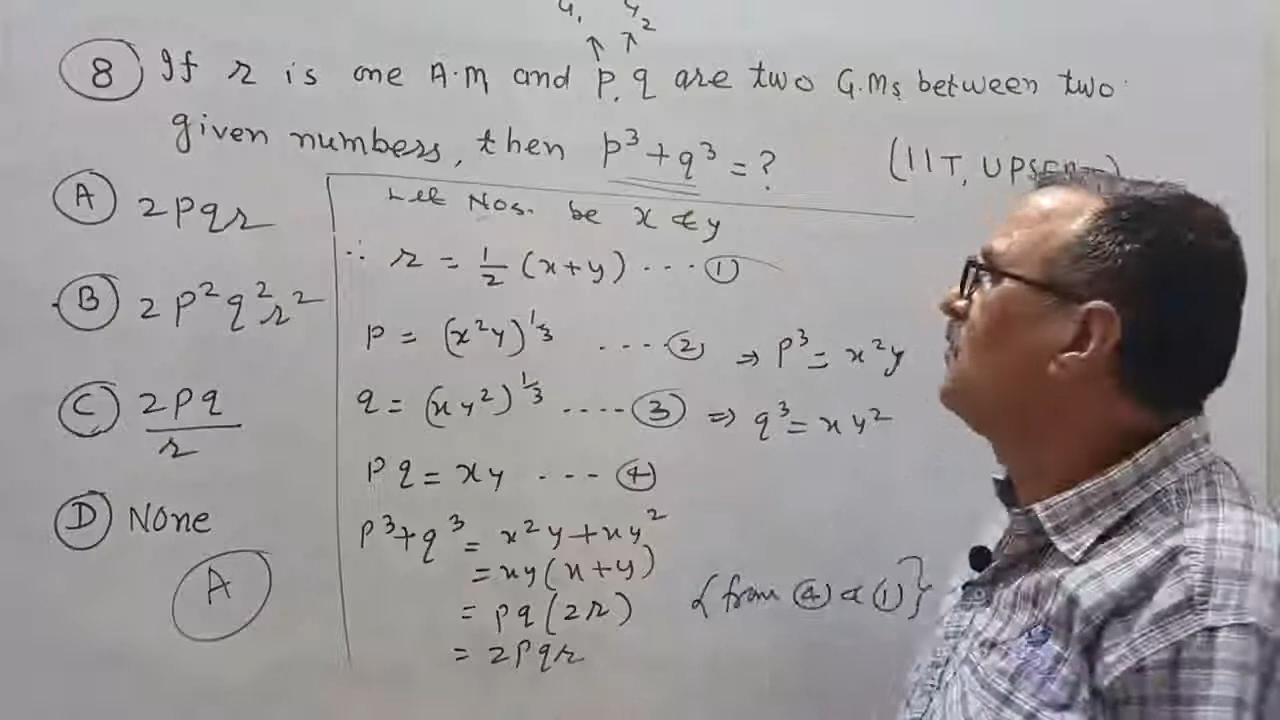 G₁ G₂
↑ ↗
⑧ If r is one A.M and p, q are two G.Ms between two
given numbers, then p³+q³ = ?
(IIT,
Ⓐ 2pqr
Ⓑ 2p²q²r²
Ⓒ 2pq/r
Ⓓ None
Ⓐ
Let Nos. be x & y
∴ r = 1/2 (x+y) ... ①
p = (x²y)^1/3 .... ② ⇒ p³ = x²y
q = (xy²)^1/3 .... ③ ⇒ q³ = xy²
pq = xy ... ④
p³+q³ = x²y+xy²
= xy(x+y)
= pq(2r) {from ④ & ①}
= 2pqr